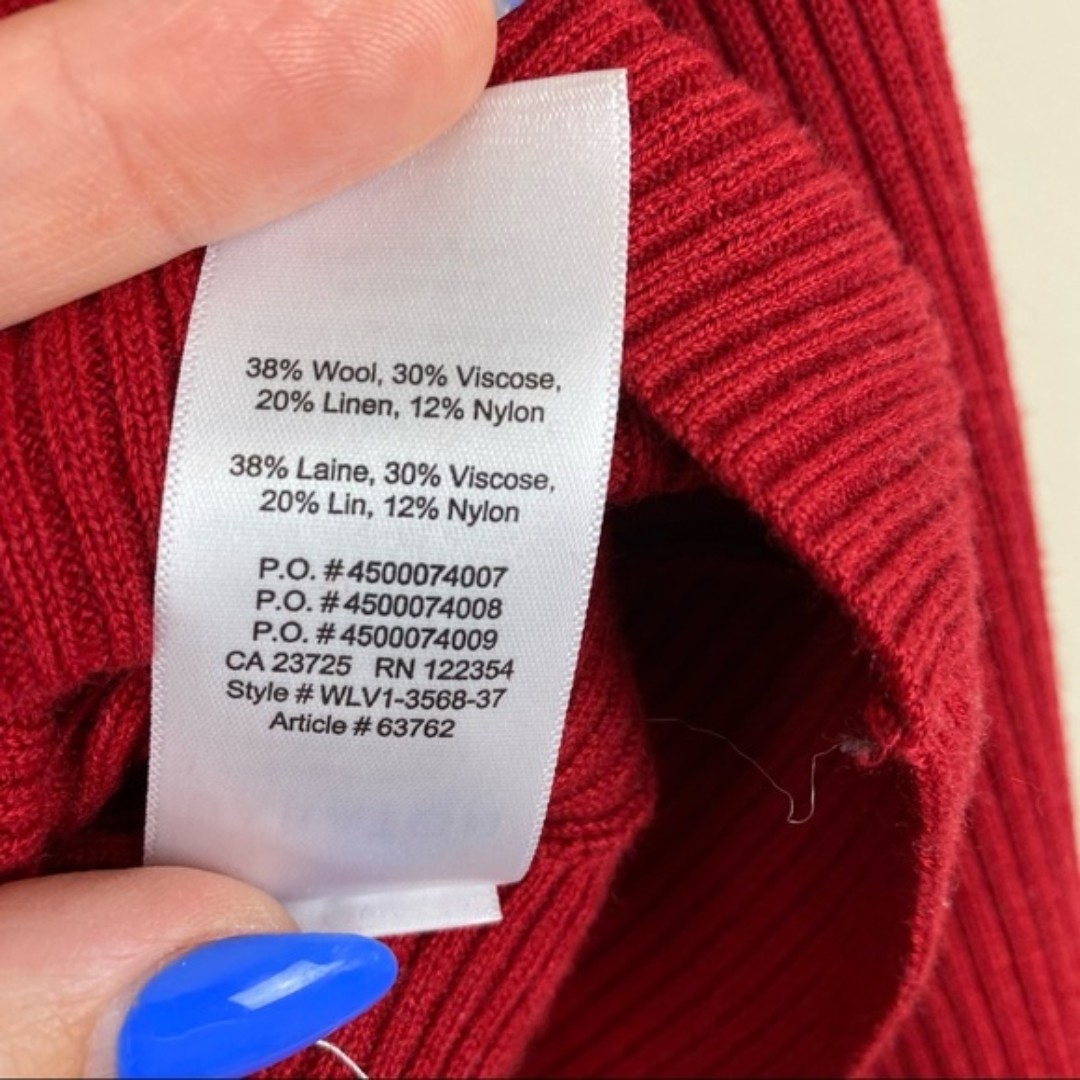 38% Wool, 30% Viscose,
20% Linen, 12% Nylon
38% Laine, 30% Viscose,
20% Lin, 12% Nylon
P.O. #4500074007
P.O. #4500074008
P.O. #4500074009
CA 23725 RN 122354
Style # WLV1-3568-37
Article # 63762